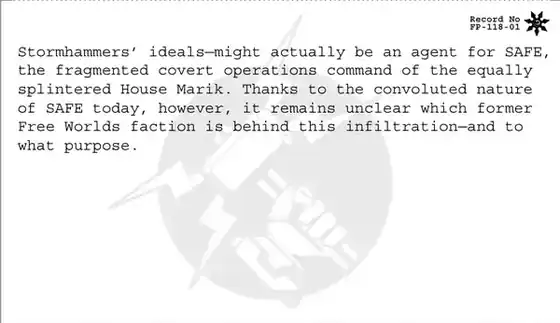 Record No
FP-118-01
Stormhammers' ideals—might actually be an agent for SAFE,
the fragmented covert operations command of the equally
splintered House Marik. Thanks to the convoluted nature
of SAFE today, however, it remains unclear which former
Free Worlds faction is behind this infiltration—and to
what purpose.